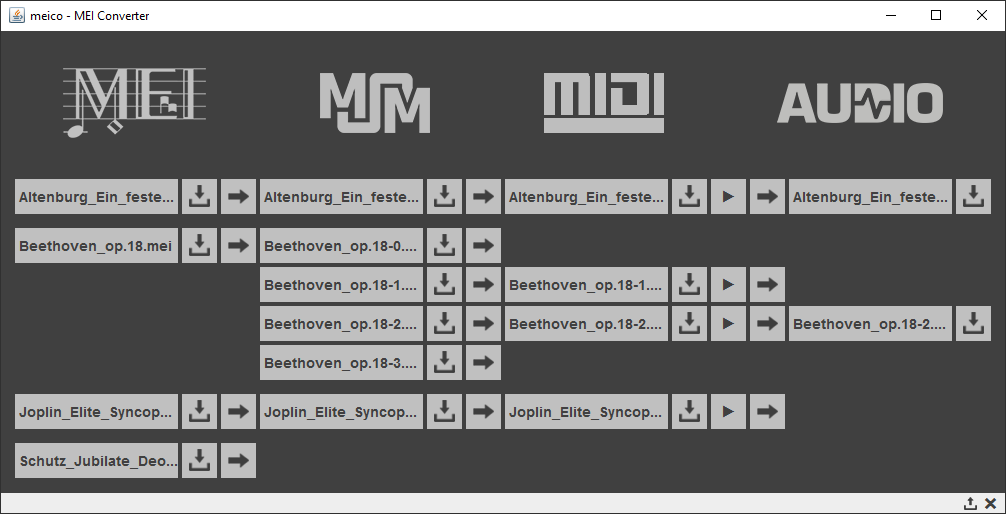 meico - MEI Converter
MEI MSM MIDI AUDIO
Altenburg_Ein_feste... Altenburg_Ein_feste... Altenburg_Ein_feste... Altenburg_Ein_feste...
Beethoven_op.18.mei Beethoven_op.18-0....
Beethoven_op.18-1.... Beethoven_op.18-1....
Beethoven_op.18-2.... Beethoven_op.18-2.... Beethoven_op.18-2....
Beethoven_op.18-3....
Joplin_Elite_Syncop... Joplin_Elite_Syncop... Joplin_Elite_Syncop...
Schutz_Jubilate_Deo...